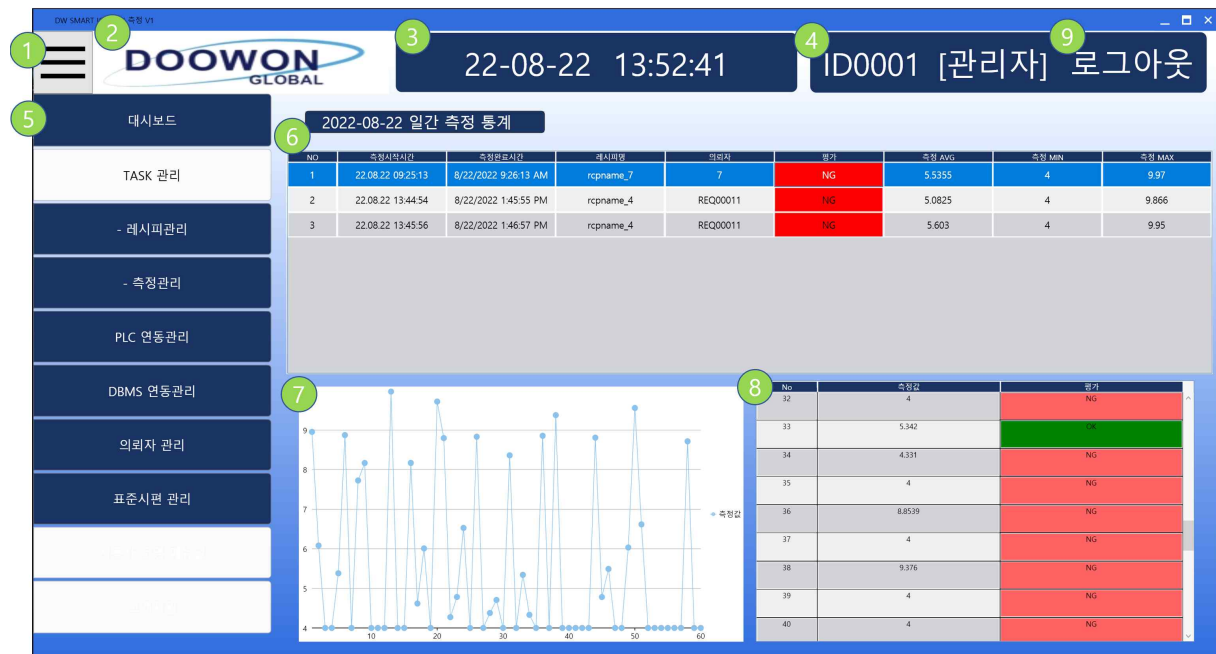 DW SMART
측정 V1
1
2
DOOWON
GLOBAL
3
22-08-22 13:52:41
4
ID0001 [관리자]
9
로그아웃
5
대시보드
TASK 관리
- 레시피관리
- 측정관리
PLC 연동관리
DBMS 연동관리
의뢰자 관리
표준시편 관리
6
2022-08-22 일간 측정 통계
NO 측정시작시간 측정완료시간 레시피명 의뢰자 평가 측정 AVG 측정 MIN 측정 MAX
1 22.08.22 09:25:13 8/22/2022 9:26:13 AM rcpname_7 7 NG 5.5355 4 9.97
2 22.08.22 13:44:54 8/22/2022 1:45:55 PM rcpname_4 REQ00011 NG 5.0825 4 9.866
3 22.08.22 13:45:56 8/22/2022 1:46:57 PM rcpname_4 REQ00011 NG 5.603 4 9.95
7
9
8
7
6
5
4
10 20 30 40 50 60
측정값
8
No 측정값 평가
32 4 NG
33 5.342 OK
34 4.331 NG
35 4 NG
36 8.8539 NG
37 4 NG
38 9.376 NG
39 4 NG
40 4 NG